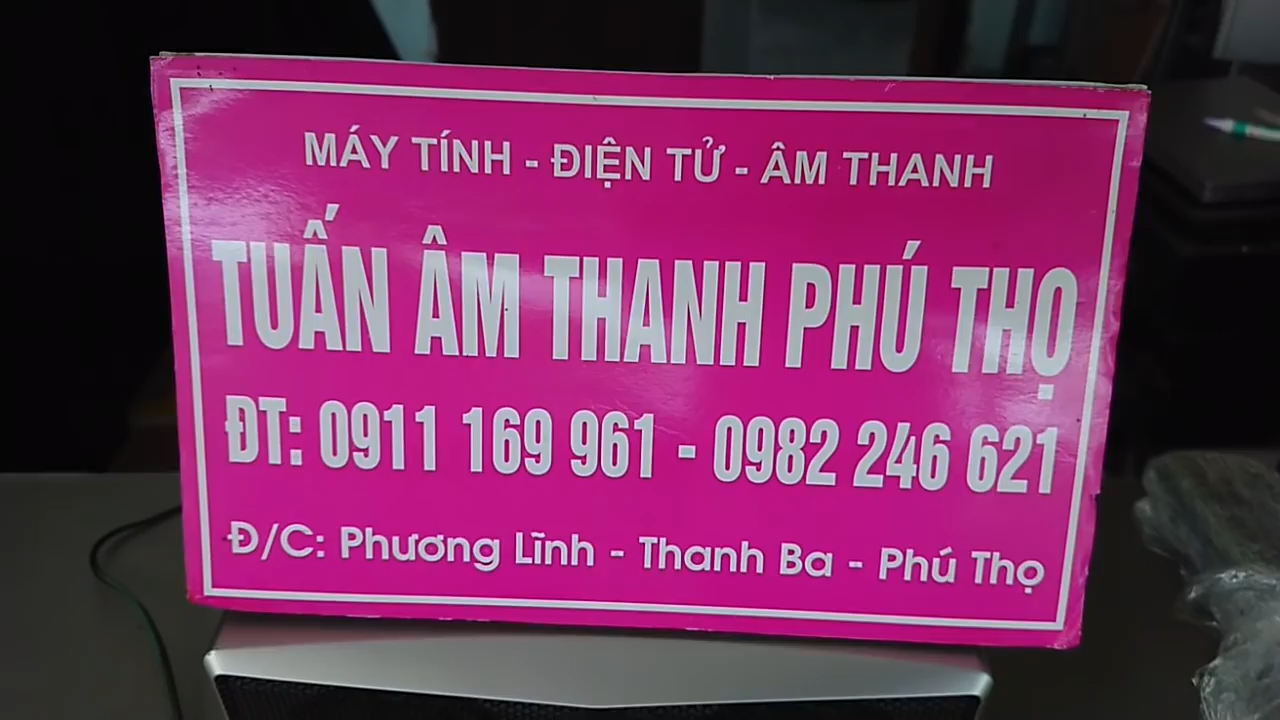 MÁY TÍNH - ĐIỆN TỬ - ÂM THANH
TUẤN ÂM THANH PHÚ THỌ
ĐT: 0911 169 961 - 0982 246 621
Đ/C: Phương Lĩnh - Thanh Ba - Phú Thọ